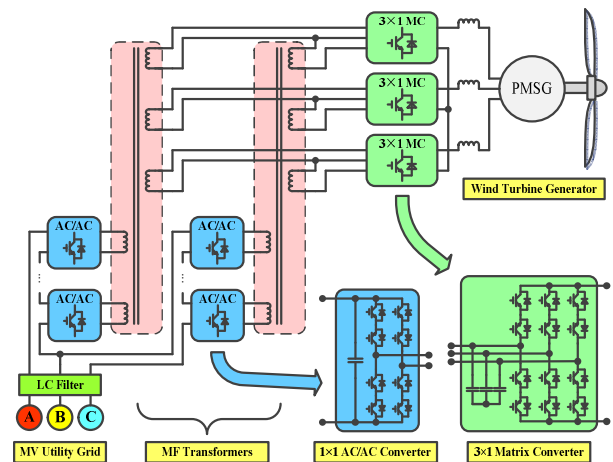 3×1 MC
3×1 MC
3×1 MC
PMSG
Wind Turbine Generator
AC/AC
AC/AC
AC/AC
AC/AC
LC Filter
A
B
C
MV Utility Grid
MF Transformers
1×1 AC/AC Converter
3×1 Matrix Converter